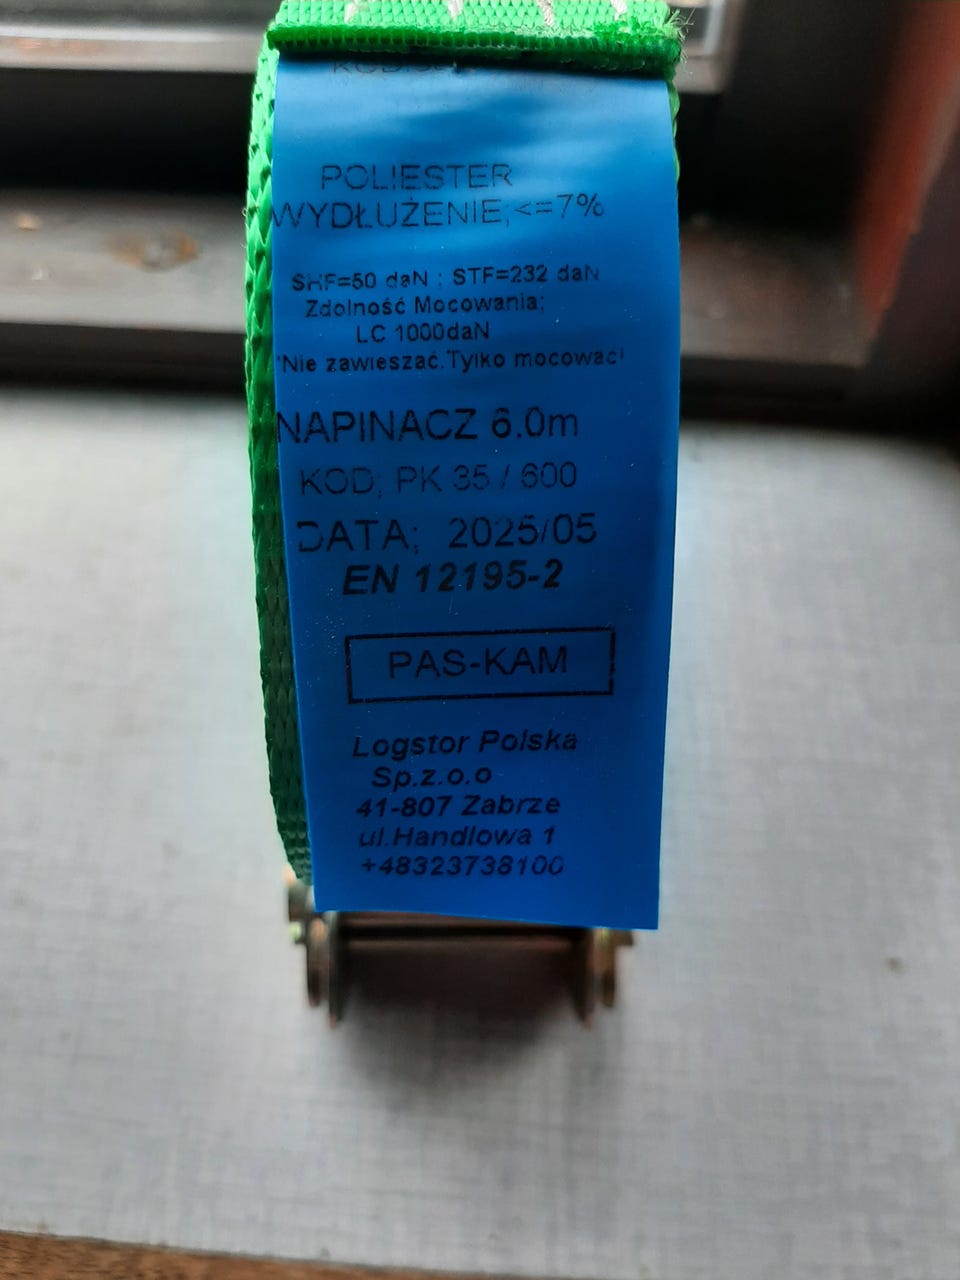 POLIESTER
WYDŁUŻENIE;<=7%
SHF=50 daN ; STF=232 daN
Zdolność Mocowania;
LC 1000daN
'Nie zawieszać.Tylko mocować!
NAPINACZ 6.0m
KOD; PK 35 / 600
DATA; 2025/05
EN 12195-2
PAS-KAM
Logstor Polska
Sp.z.o.o
41-807 Zabrze
ul.Handlowa 1
+48323738100